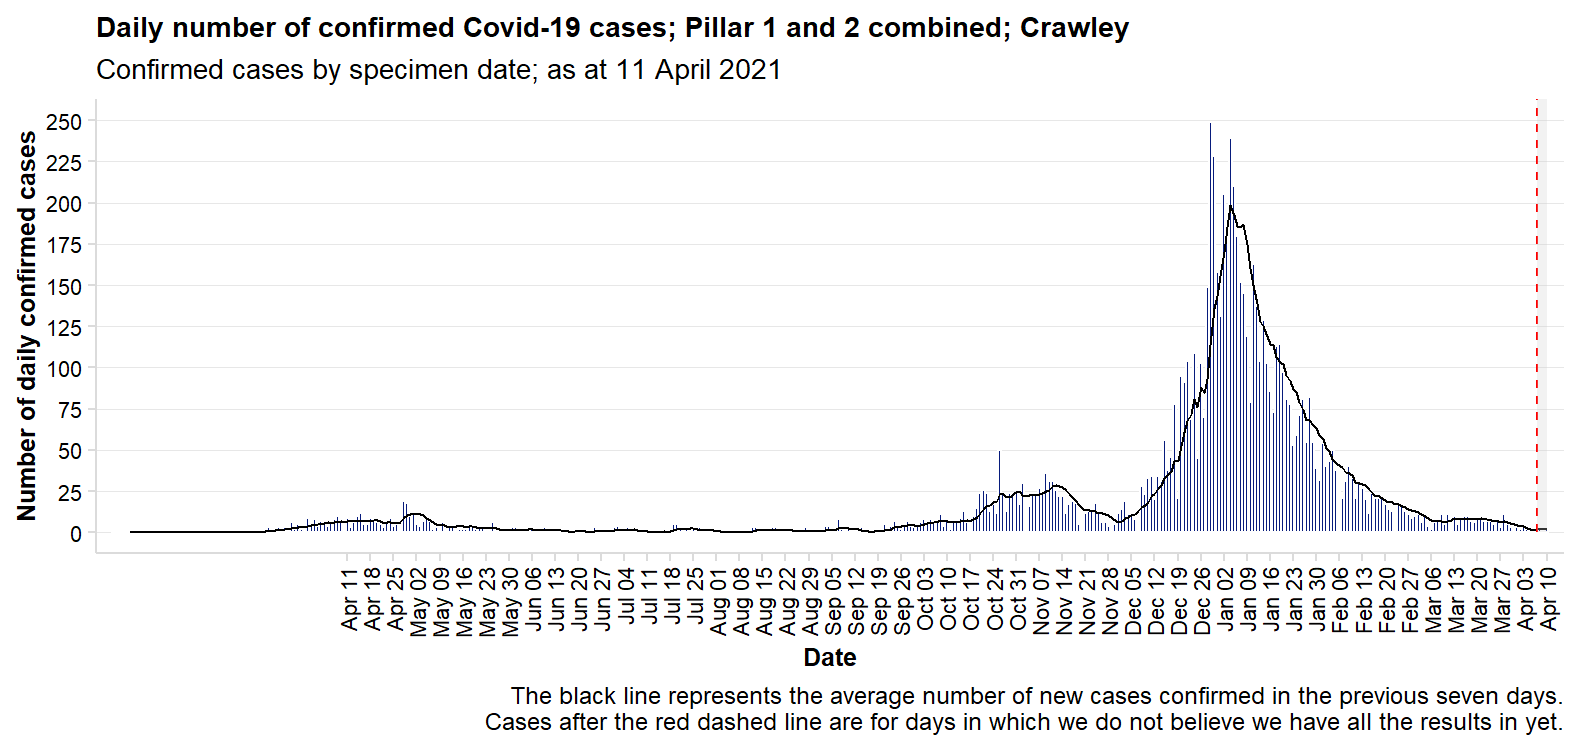 Daily number of confirmed Covid-19 cases; Pillar 1 and 2 combined; Crawley
Confirmed cases by specimen date; as at 11 April 2021
Number of daily confirmed cases
250
225
200
175
150
125
100
75
50
25
0
Apr 11
Apr 18
Apr 25
May 02
May 09
May 16
May 23
May 30
Jun 06
Jun 13
Jun 20
Jun 27
Jul 04
Jul 11
Jul 18
Jul 25
Aug 01
Aug 08
Aug 15
Aug 22
Aug 29
Sep 05
Sep 12
Sep 19
Sep 26
Oct 03
Oct 10
Oct 17
Oct 24
Oct 31
Nov 07
Nov 14
Nov 21
Nov 28
Dec 05
Dec 12
Dec 19
Dec 26
Jan 02
Jan 09
Jan 16
Jan 23
Jan 30
Feb 06
Feb 13
Feb 20
Feb 27
Mar 06
Mar 13
Mar 20
Mar 27
Apr 03
Apr 10
Date
The black line represents the average number of new cases confirmed in the previous seven days.
Cases after the red dashed line are for days in which we do not believe we have all the results in yet.